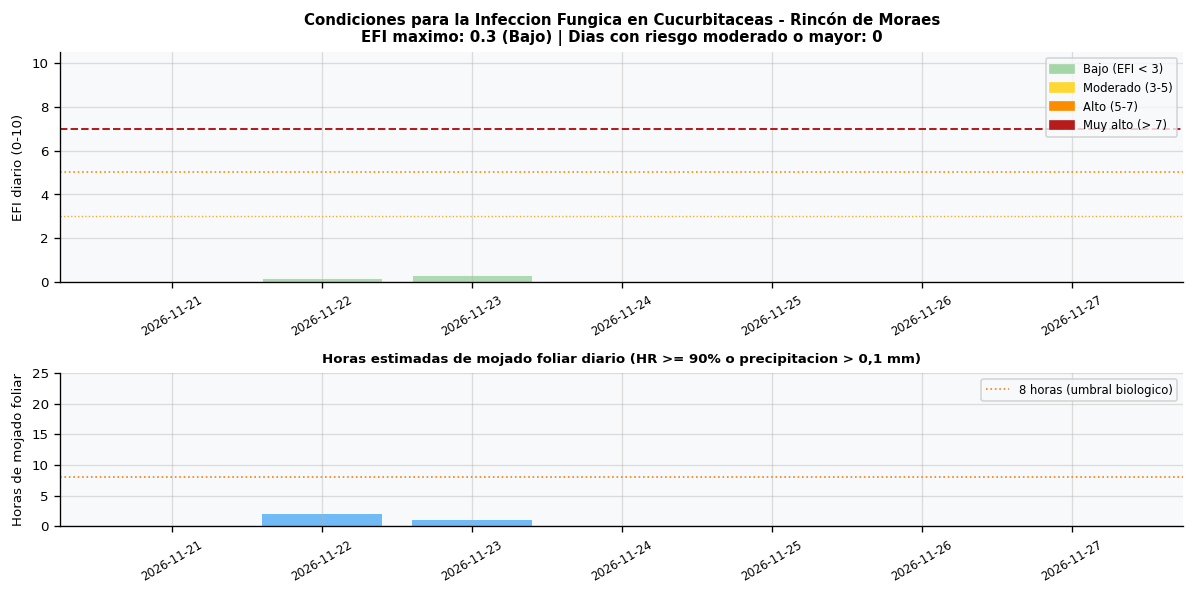 Condiciones para la Infeccion Fungica en Cucurbitaceas - Rincón de Moraes
EFI maximo: 0.3 (Bajo) | Dias con riesgo moderado o mayor: 0
EFI diario (0-10)
10
8
6
4
2
0
Bajo (EFI < 3)
Moderado (3-5)
Alto (5-7)
Muy alto (> 7)
2026-11-21
2026-11-22
2026-11-23
2026-11-24
2026-11-25
2026-11-26
2026-11-27
Horas estimadas de mojado foliar diario (HR >= 90% o precipitacion > 0,1 mm)
Horas de mojado foliar
25
20
15
10
5
0
8 horas (umbral biologico)
2026-11-21
2026-11-22
2026-11-23
2026-11-24
2026-11-25
2026-11-26
2026-11-27